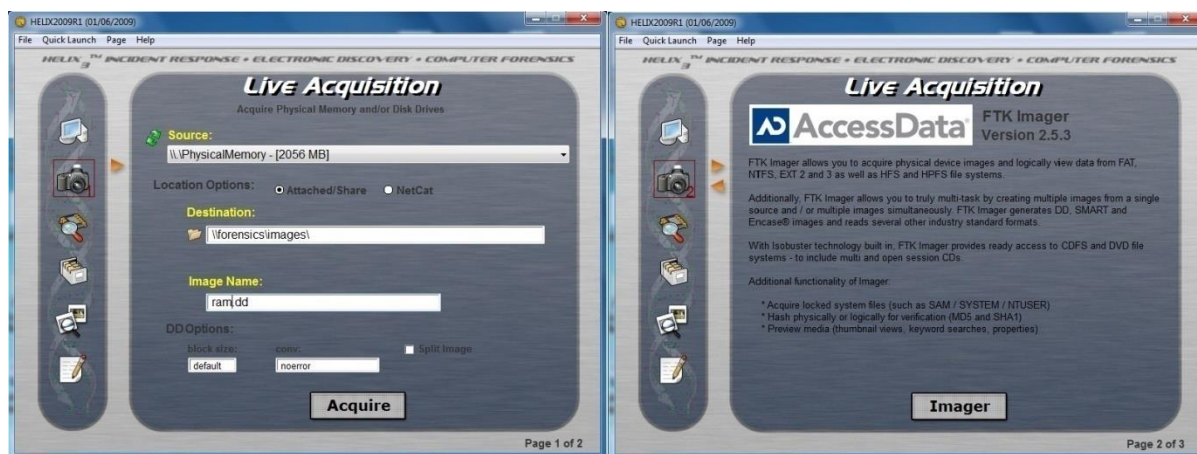 HELIX2009R1 (01/06/2009)
File Quick Launch Page Help
HELIX3™ INCIDENT RESPONSE • ELECTRONIC DISCOVERY • COMPUTER FORENSICS
Live Acquisition
Acquire Physical Memory and/or Disk Drives
Source:
\\.\PhysicalMemory - [2056 MB]
Location Options: Attached/Share NetCat
Destination:
\\forensics\images\
Image Name:
ram.dd
DD Options:
block size: conv: Split Image
default noerror
Acquire
Page 1 of 2
HELIX2009R1 (01/06/2009)
File Quick Launch Page Help
HELIX3™ INCIDENT RESPONSE • ELECTRONIC DISCOVERY • COMPUTER FORENSICS
Live Acquisition
AccessData
FTK Imager
Version 2.5.3
FTK Imager allows you to acquire physical device images and logically view data from FAT,
NTFS, EXT 2 and 3 as well as HFS and HPFS file systems.
Additionally, FTK Imager allows you to truly multi-task by creating multiple images from a single
source and / or multiple images simultaneously. FTK Imager generates DD, SMART and
Encase® images and reads several other industry standard formats.
With Isobuster technology built in, FTK Imager provides ready access to CDFS and DVD file
systems - to include multi and open session CDs.
Additional functionality of Imager:
* Acquire locked system files (such as SAM / SYSTEM / NTUSER)
* Hash physically or logically for verification (MD5 and SHA1)
* Preview media (thumbnail views, keyword searches, properties)
Imager
Page 2 of 3